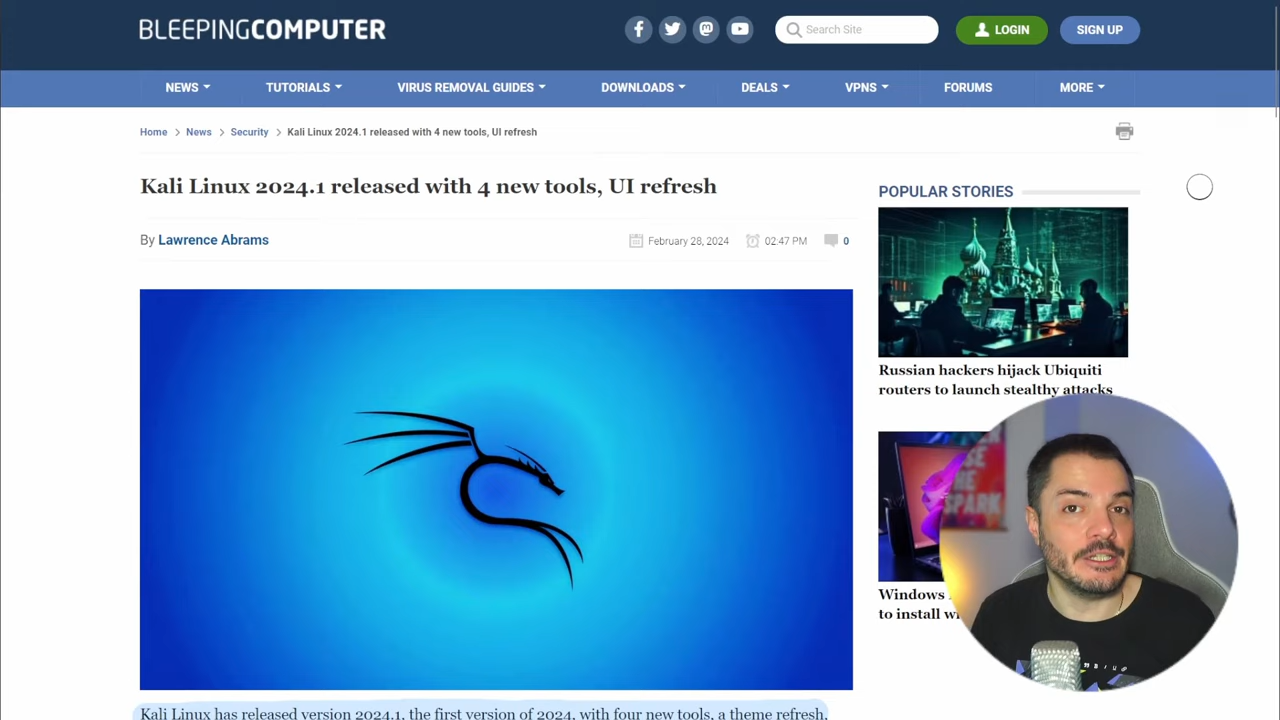 BLEEPINGCOMPUTER
Search Site
LOGIN
SIGN UP
NEWS
TUTORIALS
VIRUS REMOVAL GUIDES
DOWNLOADS
DEALS
VPNS
FORUMS
MORE
Home > News > Security > Kali Linux 2024.1 released with 4 new tools, UI refresh
Kali Linux 2024.1 released with 4 new tools, UI refresh
By Lawrence Abrams
February 28, 2024
02:47 PM
0
Kali Linux has released version 2024.1, the first version of 2024, with four new tools, a theme refresh,
POPULAR STORIES
Russian hackers hijack Ubiquiti
routers to launch stealthy attacks
Windows
to install
SPARK